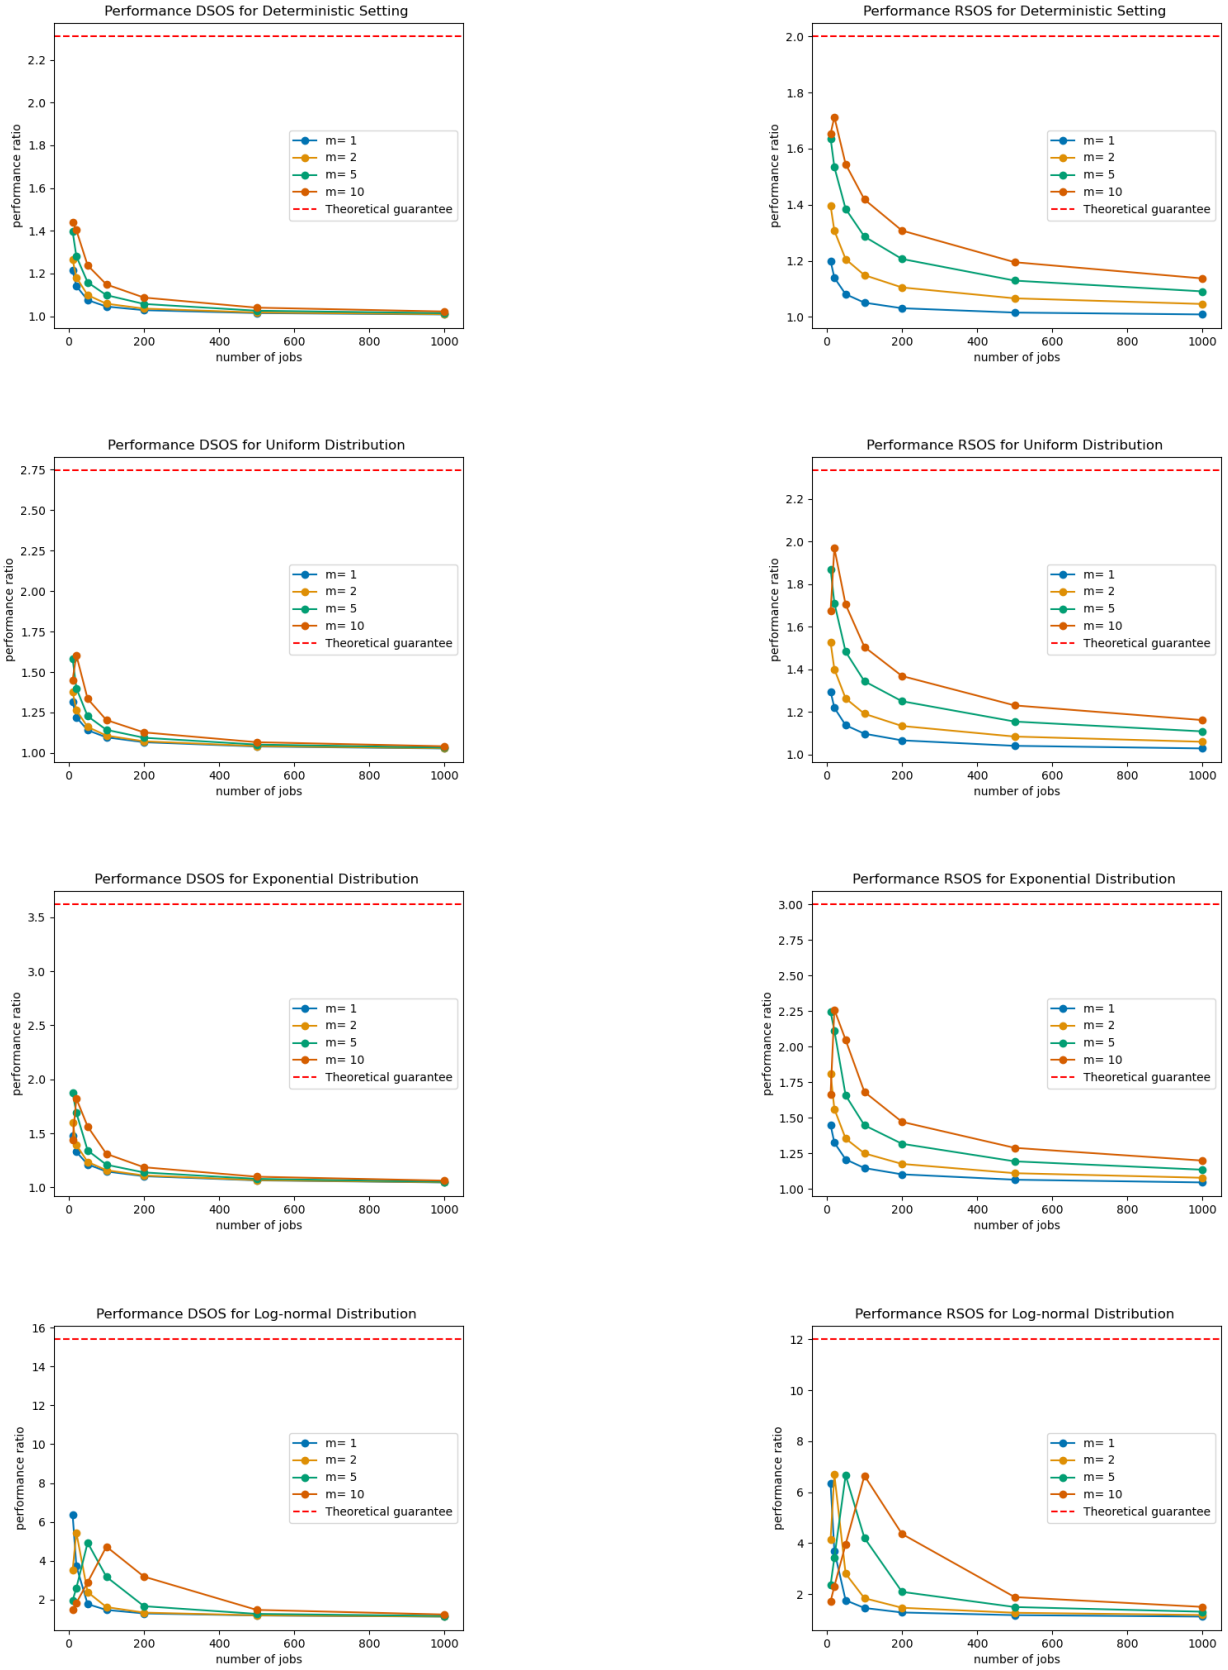 Performance DSOS for Deterministic Setting
2.2
2.0
1.8
1.6
1.4
1.2
1.0
performance ratio
m= 1
m= 2
m= 5
m= 10
Theoretical guarantee
0 200 400 600 800 1000
number of jobs
Performance RSOS for Deterministic Setting
2.0
1.8
1.6
1.4
1.2
1.0
performance ratio
m= 1
m= 2
m= 5
m= 10
Theoretical guarantee
0 200 400 600 800 1000
number of jobs
Performance DSOS for Uniform Distribution
2.75
2.50
2.25
2.00
1.75
1.50
1.25
1.00
performance ratio
m= 1
m= 2
m= 5
m= 10
Theoretical guarantee
0 200 400 600 800 1000
number of jobs
Performance RSOS for Uniform Distribution
2.2
2.0
1.8
1.6
1.4
1.2
1.0
performance ratio
m= 1
m= 2
m= 5
m= 10
Theoretical guarantee
0 200 400 600 800 1000
number of jobs
Performance DSOS for Exponential Distribution
3.5
3.0
2.5
2.0
1.5
1.0
performance ratio
m= 1
m= 2
m= 5
m= 10
Theoretical guarantee
0 200 400 600 800 1000
number of jobs
Performance RSOS for Exponential Distribution
3.00
2.75
2.50
2.25
2.00
1.75
1.50
1.25
1.00
performance ratio
m= 1
m= 2
m= 5
m= 10
Theoretical guarantee
0 200 400 600 800 1000
number of jobs
Performance DSOS for Log-normal Distribution
16
14
12
10
8
6
4
2
performance ratio
m= 1
m= 2
m= 5
m= 10
Theoretical guarantee
0 200 400 600 800 1000
number of jobs
Performance RSOS for Log-normal Distribution
12
10
8
6
4
2
performance ratio
m= 1
m= 2
m= 5
m= 10
Theoretical guarantee
0 200 400 600 800 1000
number of jobs